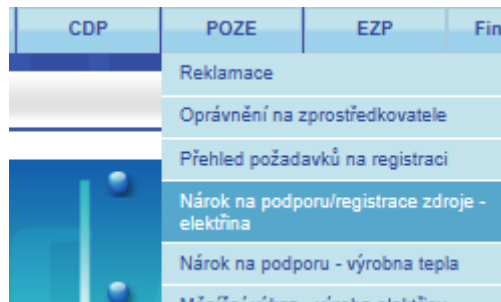 CDP POZE EZP Fin
Reklamace
Oprávnění na zprostředkovatele
Přehled požadavků na registraci
Nárok na podporu/registrace zdroje -
elektřina
Nárok na podporu - výrobna tepla